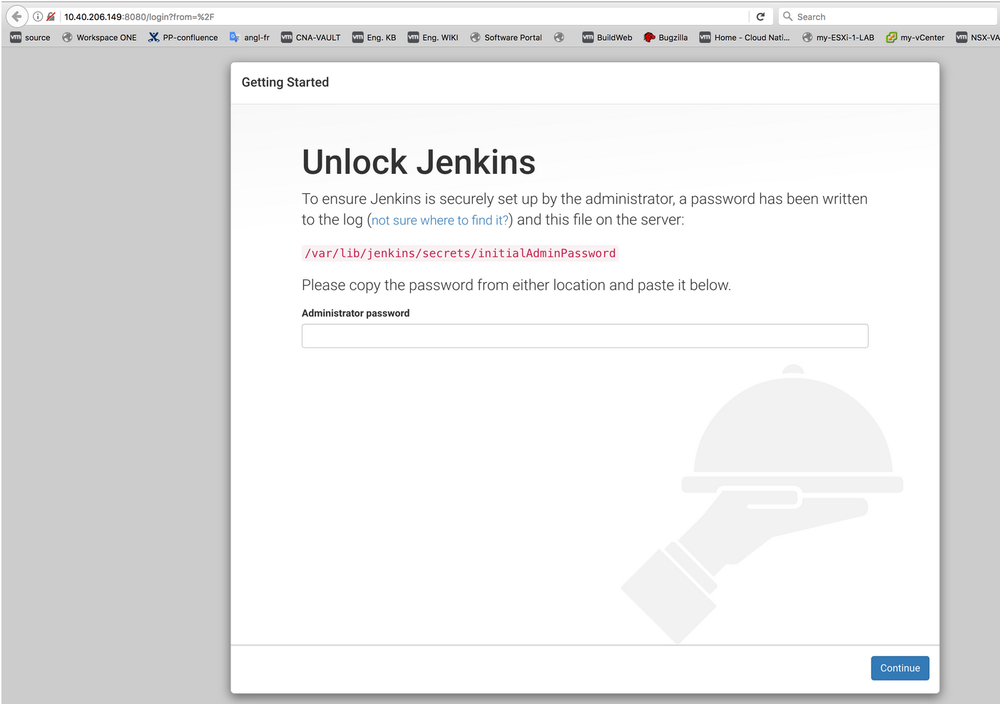 10.40.206.149:8080/login?from=%2F
Search
vm source Workspace ONE PP-confluence angl-fr vm CNA-VAULT vm Eng. KB vm Eng. WIKI Software Portal vm BuildWeb Bugzilla vm Home - Cloud Nati... my-ESXi-1-LAB my-vCenter vm NSX-VA
Getting Started
Unlock Jenkins
To ensure Jenkins is securely set up by the administrator, a password has been written
to the log (not sure where to find it?) and this file on the server:
/var/lib/jenkins/secrets/initialAdminPassword
Please copy the password from either location and paste it below.
Administrator password
Continue